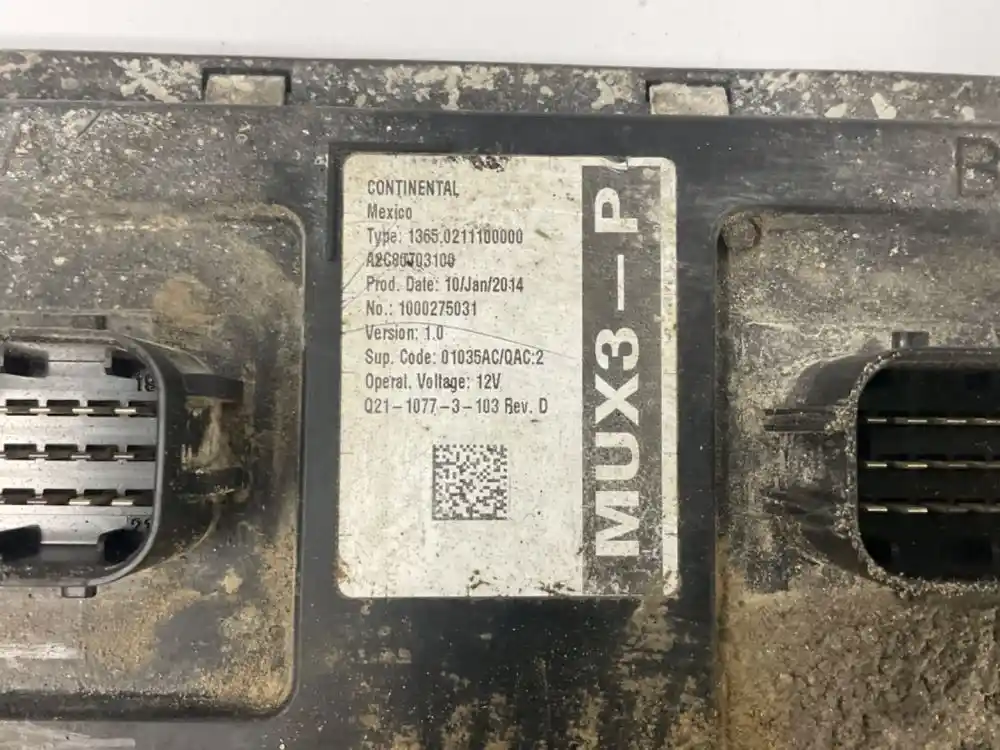 CONTINENTAL
Mexico
Type: 1365.0211100000
Prod. Date: 10/Jan/2014
No.: 1000275031
Version: 1.0
Sup. Code: 01035AC/QAC:2
Operat. Voltage: 12V
Q21-1077-3-103 Rev. D
MUX3-P
B
18